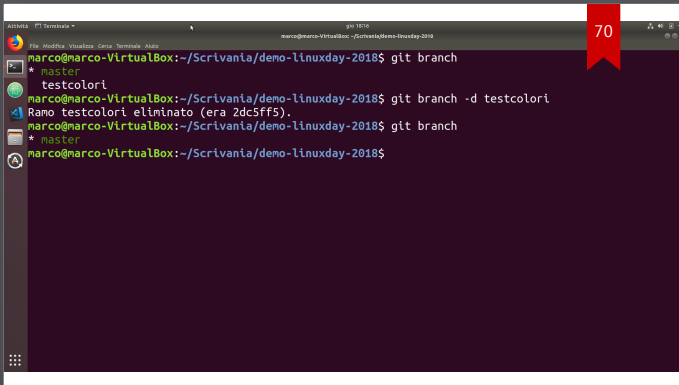 70
Attività Terminale gio 18:16
marco@marco-VirtualBox: ~/Scrivania/demo-linuxday-2018
File Modifica Visualizza Cerca Terminale Aiuto
marco@marco-VirtualBox:~/Scrivania/demo-linuxday-2018$ git branch
* master
testcolori
marco@marco-VirtualBox:~/Scrivania/demo-linuxday-2018$ git branch -d testcolori
Ramo testcolori eliminato (era 2dc5ff5).
marco@marco-VirtualBox:~/Scrivania/demo-linuxday-2018$ git branch
* master
marco@marco-VirtualBox:~/Scrivania/demo-linuxday-2018$